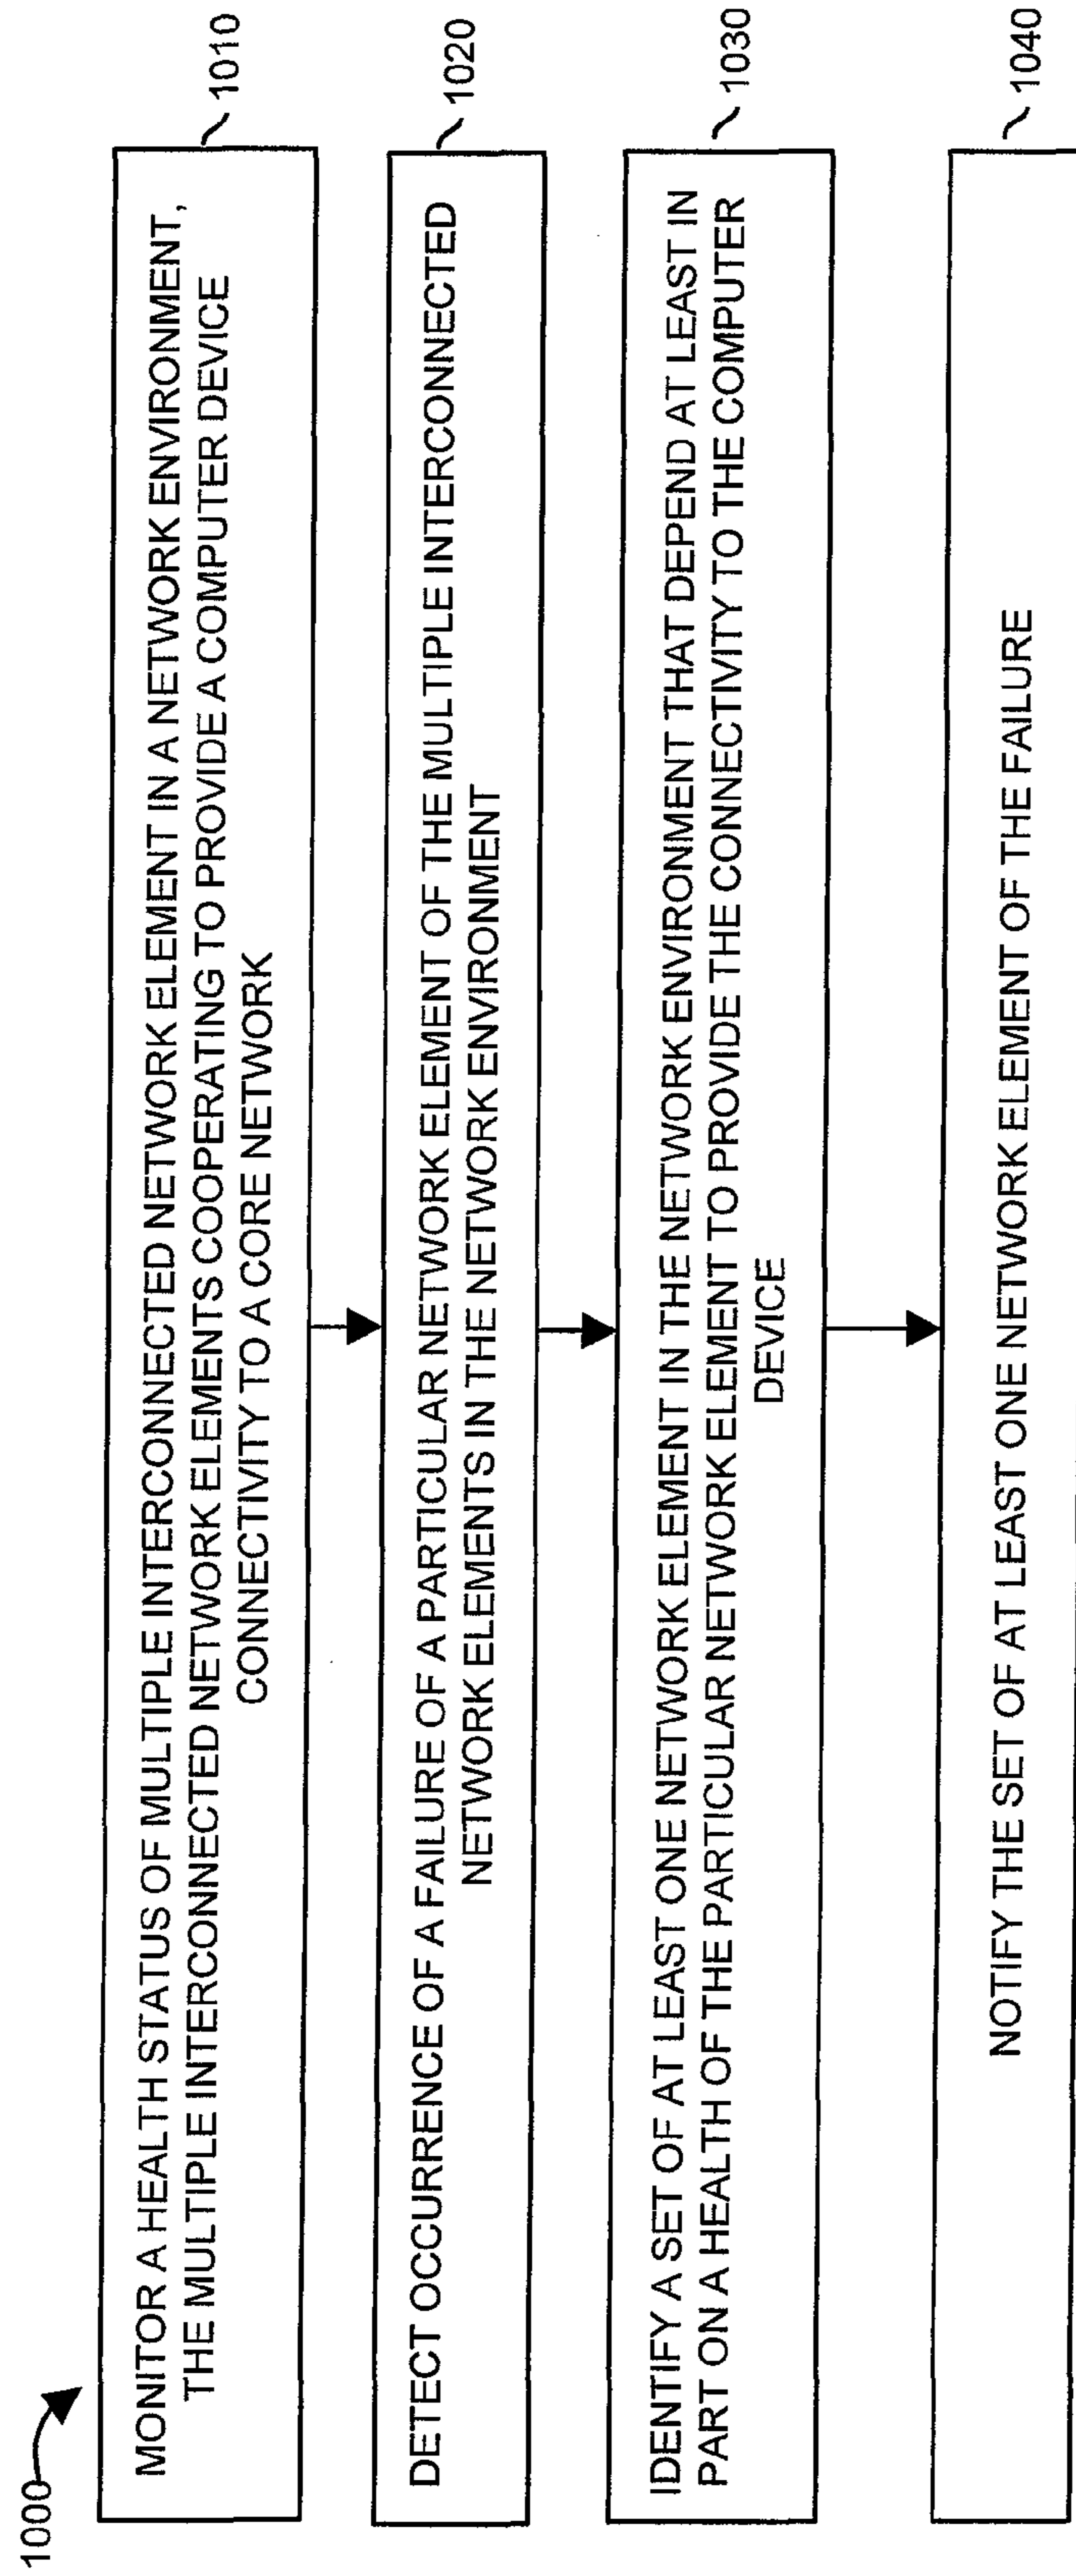 1000
MONITOR A HEALTH STATUS OF MULTIPLE INTERCONNECTED NETWORK ELEMENT IN A NETWORK ENVIRONMENT,
THE MULTIPLE INTERCONNECTED NETWORK ELEMENTS COOPERATING TO PROVIDE A COMPUTER DEVICE
CONNECTIVITY TO A CORE NETWORK
1010
DETECT OCCURRENCE OF A FAILURE OF A PARTICULAR NETWORK ELEMENT OF THE MULTIPLE INTERCONNECTED
NETWORK ELEMENTS IN THE NETWORK ENVIRONMENT
1020
IDENTIFY A SET OF AT LEAST ONE NETWORK ELEMENT IN THE NETWORK ENVIRONMENT THAT DEPEND AT LEAST IN
PART ON A HEALTH OF THE PARTICULAR NETWORK ELEMENT TO PROVIDE THE CONNECTIVITY TO THE COMPUTER
DEVICE
1030
NOTIFY THE SET OF AT LEAST ONE NETWORK ELEMENT OF THE FAILURE
1040